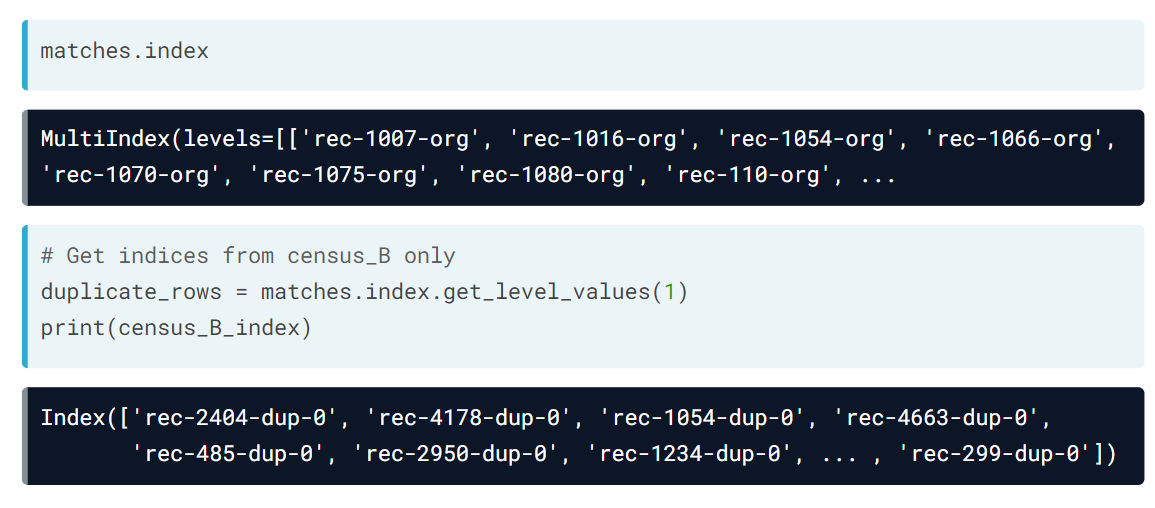 matches.index
MultiIndex(levels=[['rec-1007-org', 'rec-1016-org', 'rec-1054-org', 'rec-1066-org',
'rec-1070-org', 'rec-1075-org', 'rec-1080-org', 'rec-110-org', ...
# Get indices from census_B only
duplicate_rows = matches.index.get_level_values(1)
print(census_B_index)
Index(['rec-2404-dup-0', 'rec-4178-dup-0', 'rec-1054-dup-0', 'rec-4663-dup-0',
'rec-485-dup-0', 'rec-2950-dup-0', 'rec-1234-dup-0', ... , 'rec-299-dup-0'])